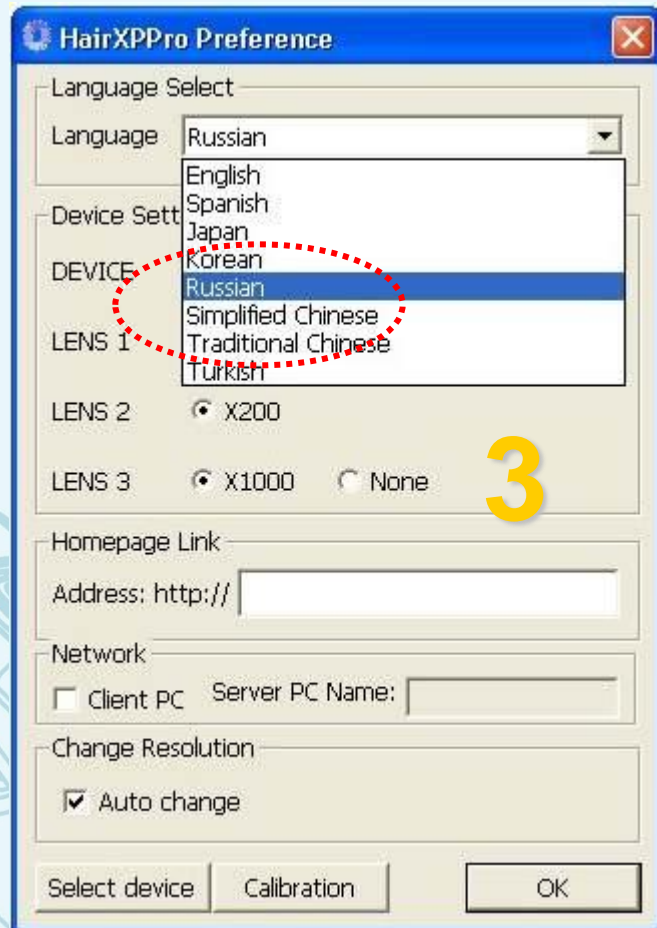 HairXPPro Preference
Language Select
Language Russian
English
Spanish
Japan
Korean
Russian
Simplified Chinese
Traditional Chinese
Turkish
Device Sett
DEVICE
LENS 1
LENS 2 X200
LENS 3 X1000 None
3
Homepage Link
Address: http://
Network
Client PC Server PC Name:
Change Resolution
Auto change
Select device Calibration OK